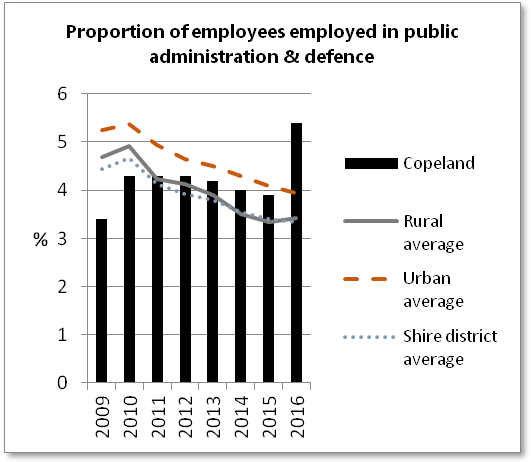 Proportion of employees employed in public
administration & defence
6
5
4
3
2
1
0
%
2009
2010
2011
2012
2013
2014
2015
2016
Copeland
Rural
average
Urban
average
Shire district
average